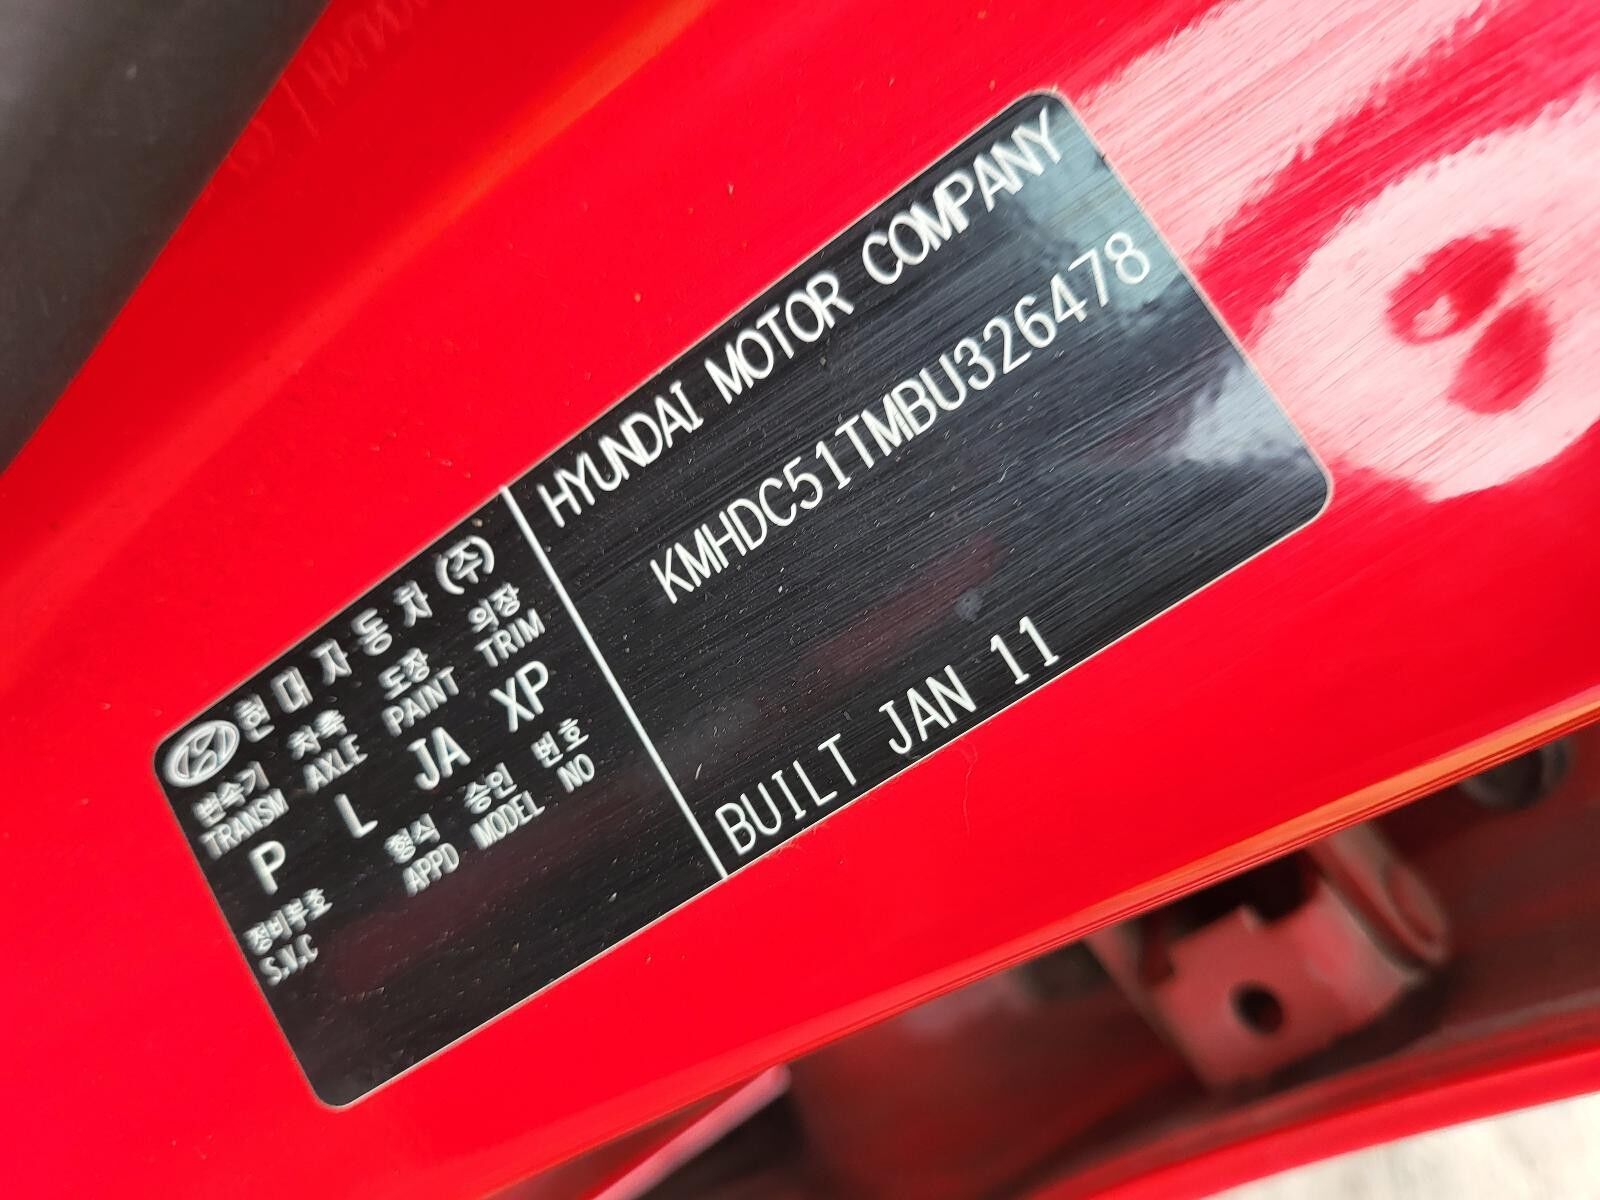 현대자동차(주)
변속기 차축 도장 의장
TRANSM AXLE PAINT TRIM
P L JA XP
정비부호 형식 승인 번호
S.V.C APPD MODEL NO
HYUNDAI MOTOR COMPANY
KMHDC51TMBU326478
BUILT JAN 11